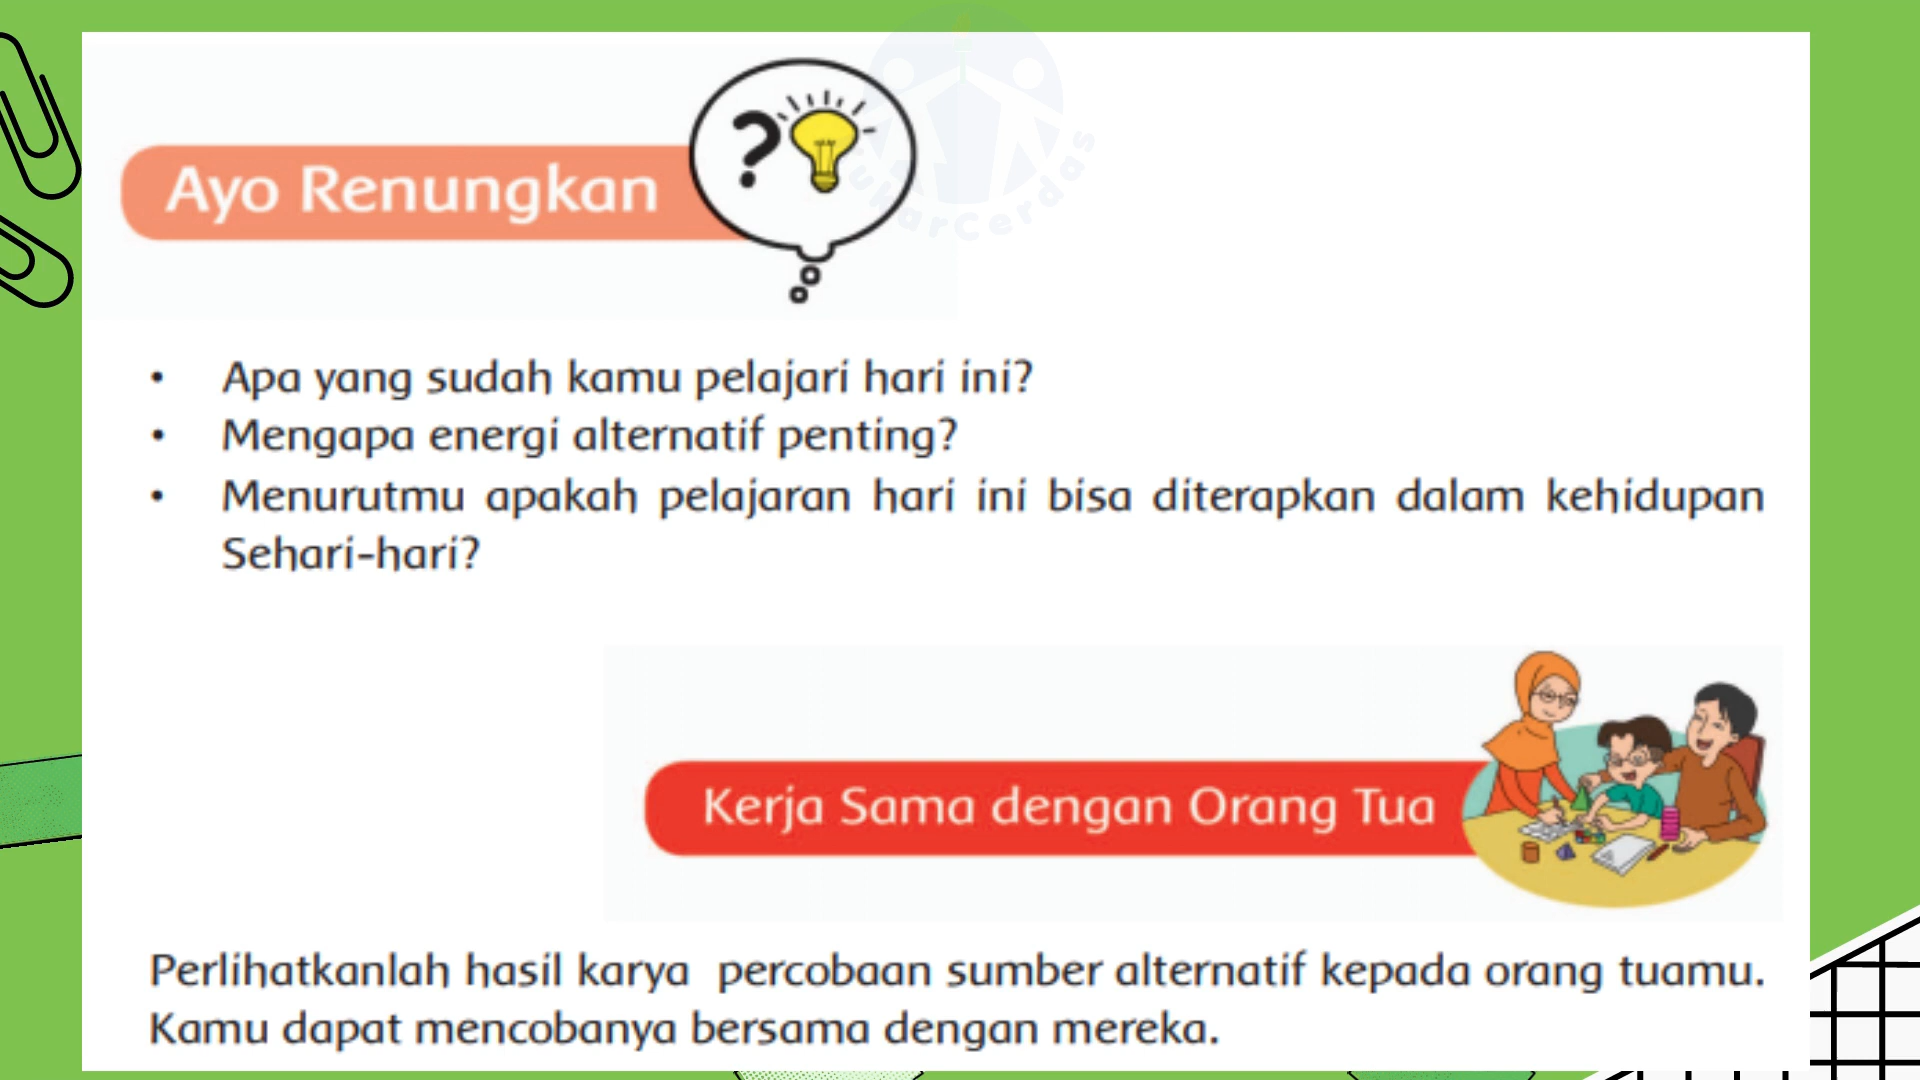 Ayo Renungkan
• Apa yang sudah kamu pelajari hari ini?
• Mengapa energi alternatif penting?
• Menurutmu apakah pelajaran hari ini bisa diterapkan dalam kehidupan
Sehari-hari?
Kerja Sama dengan Orang Tua
Perlihatkanlah hasil karya percobaan sumber alternatif kepada orang tuamu.
Kamu dapat mencobanya bersama dengan mereka.